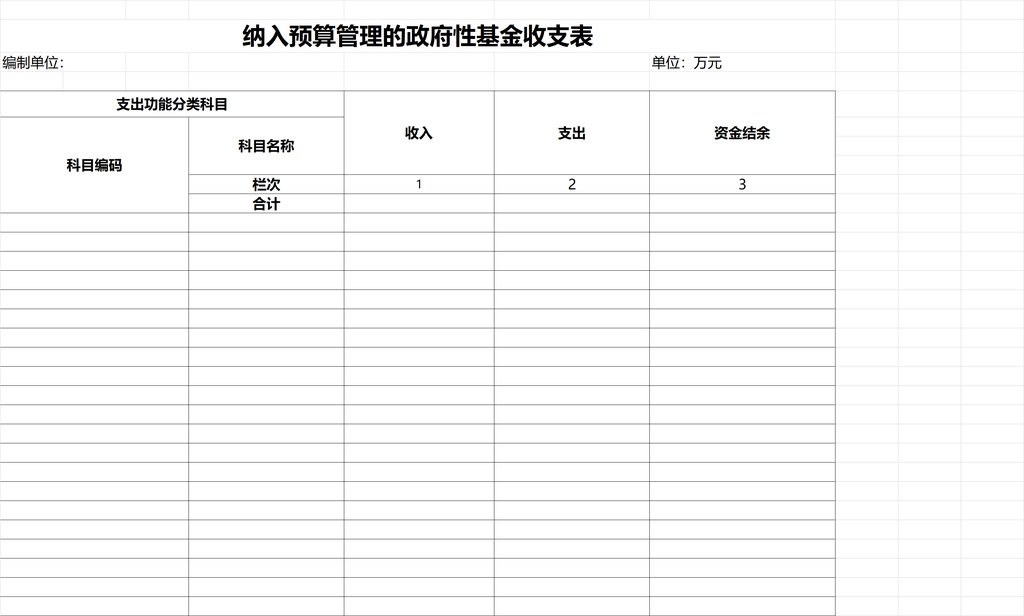 纳入预算管理的政府性基金收支表
编制单位： 单位：万元
支出功能分类科目 收入 支出 资金结余
科目编码 科目名称
栏次 1 2 3
合计